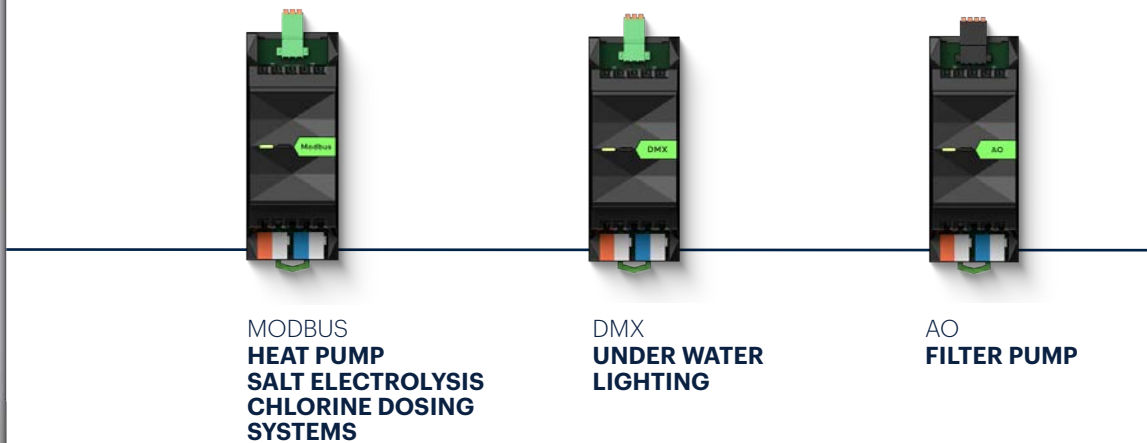 Modbus
DMX
AO
MODBUS
HEAT PUMP
SALT ELECTROLYSIS
CHLORINE DOSING
SYSTEMS
DMX
UNDER WATER
LIGHTING
AO
FILTER PUMP